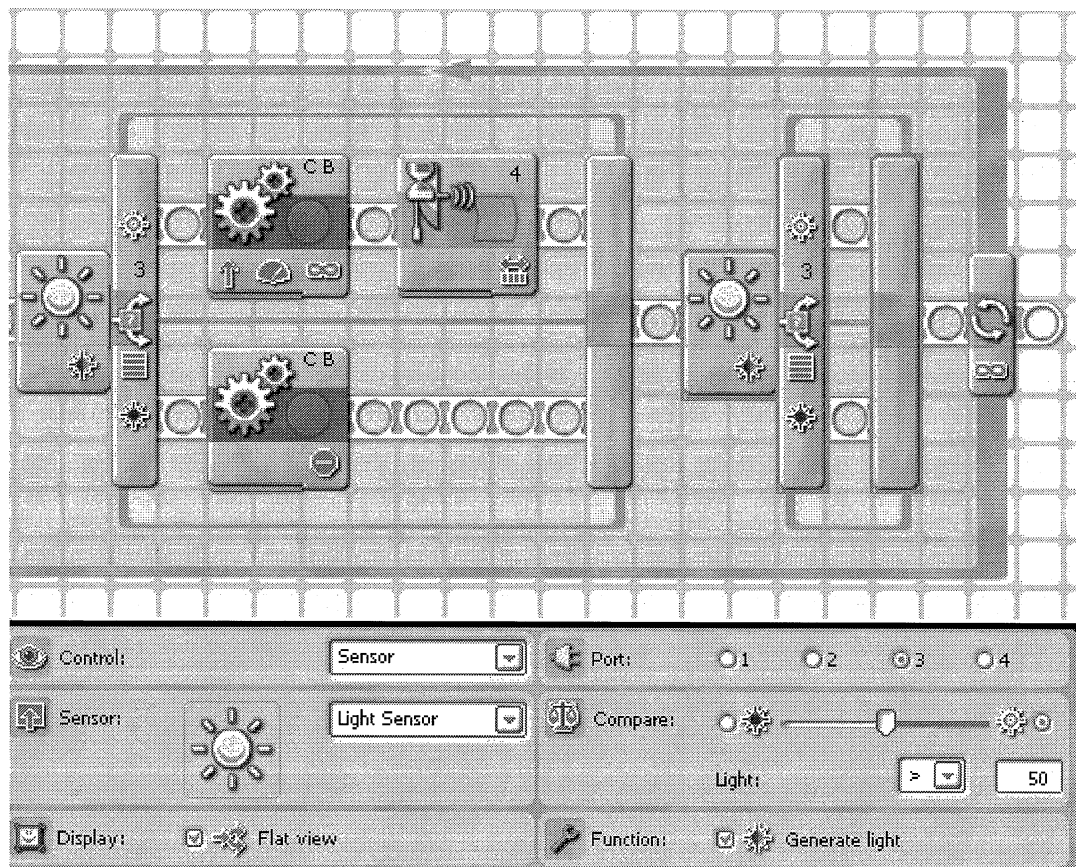 C B
4
3
3
C B
Control: Sensor Port: 1 2 3 4
Sensor: Light Sensor Compare:
Light: > 50
Display: Flat view Function: Generate light